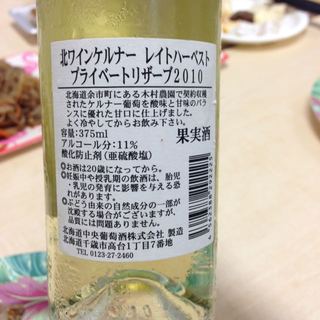 北ワインケルナー レイトハーベスト
プライベートリザーブ2010
北海道余市町にある木村農園で契約収穫
されたケルナー葡萄を酸味と甘味のバラ
ンスに優れた甘口に仕上げました。
よく冷やしてからお飲み下さい。
容量:375ml 果実酒
アルコール分:11%
酸化防止剤(亜硫酸塩)
●お酒は20歳になってから。
●妊娠中や授乳期の飲酒は、胎児
・乳児の発育に影響を与える恐
れがあります。
●ぶどう由来の自然成分の一部が
沈殿する場合がございますが、
品質には問題ありません。
北海道中央葡萄酒株式会社 製造
北海道千歳市高台1丁目7番地
TEL 0123-27-2460